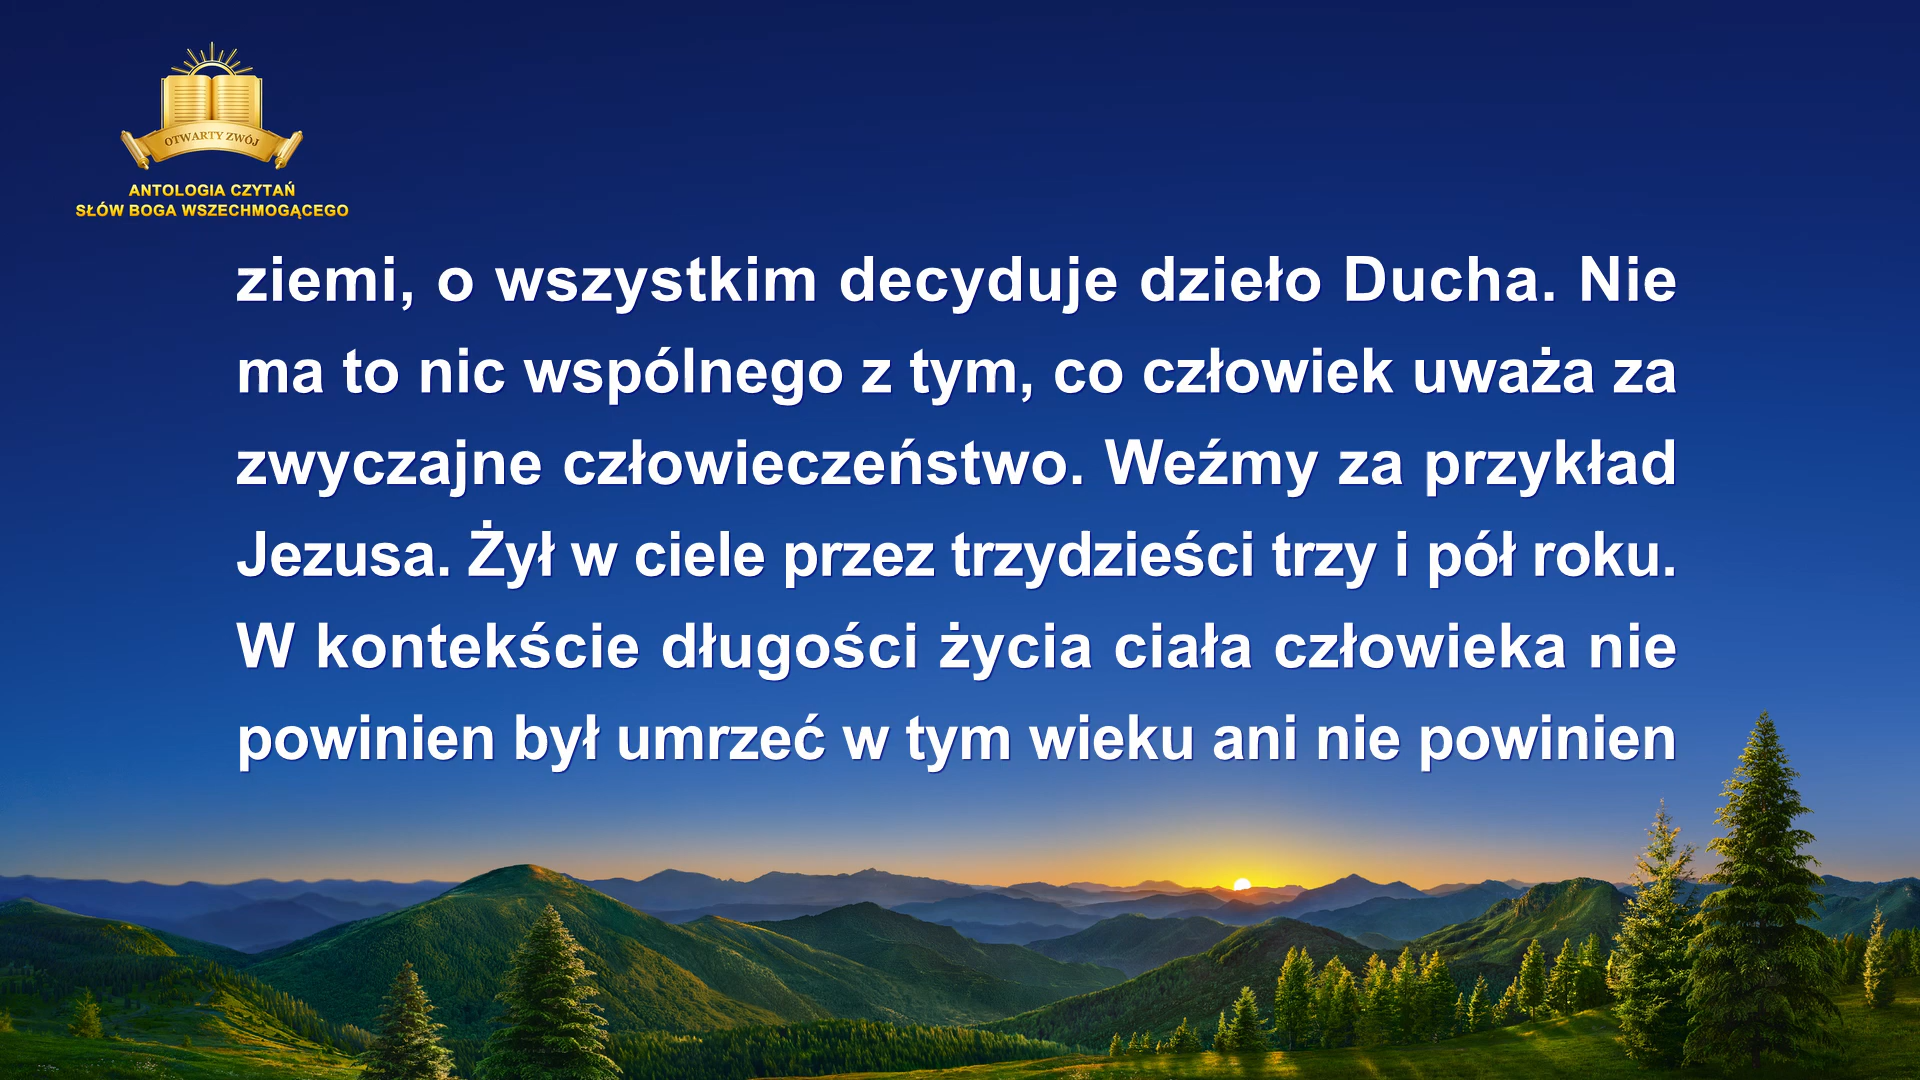 OTWARTY ZWÓJ
ANTOLOGIA CZYTAŃ
SŁÓW BOGA WSZECHMOGĄCEGO
ziemi, o wszystkim decyduje dzieło Ducha. Nie
ma to nic wspólnego z tym, co człowiek uważa za
zwyczajne człowieczeństwo. Weźmy za przykład
Jezusa. Żył w ciele przez trzydzieści trzy i pół roku.
W kontekście długości życia ciała człowieka nie
powinien był umrzeć w tym wieku ani nie powinien